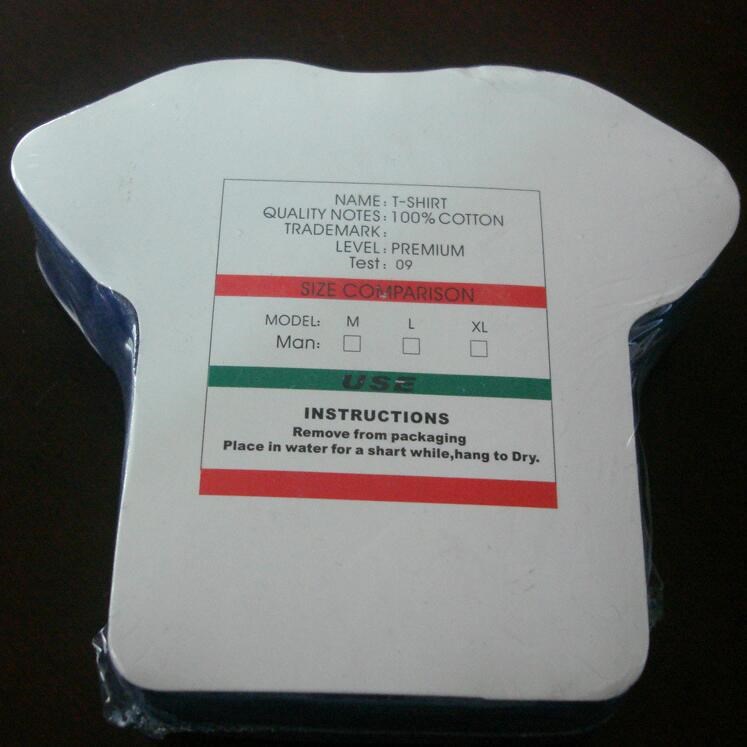 NAME: T-SHIRT
QUALITY NOTES: 100% COTTON
TRADEMARK:
LEVEL: PREMIUM
Test: 09
SIZE COMPARISON
MODEL: M L XL
Man: □ □ □
USE
INSTRUCTIONS
Remove from packaging
Place in water for a shart while,hang to Dry.